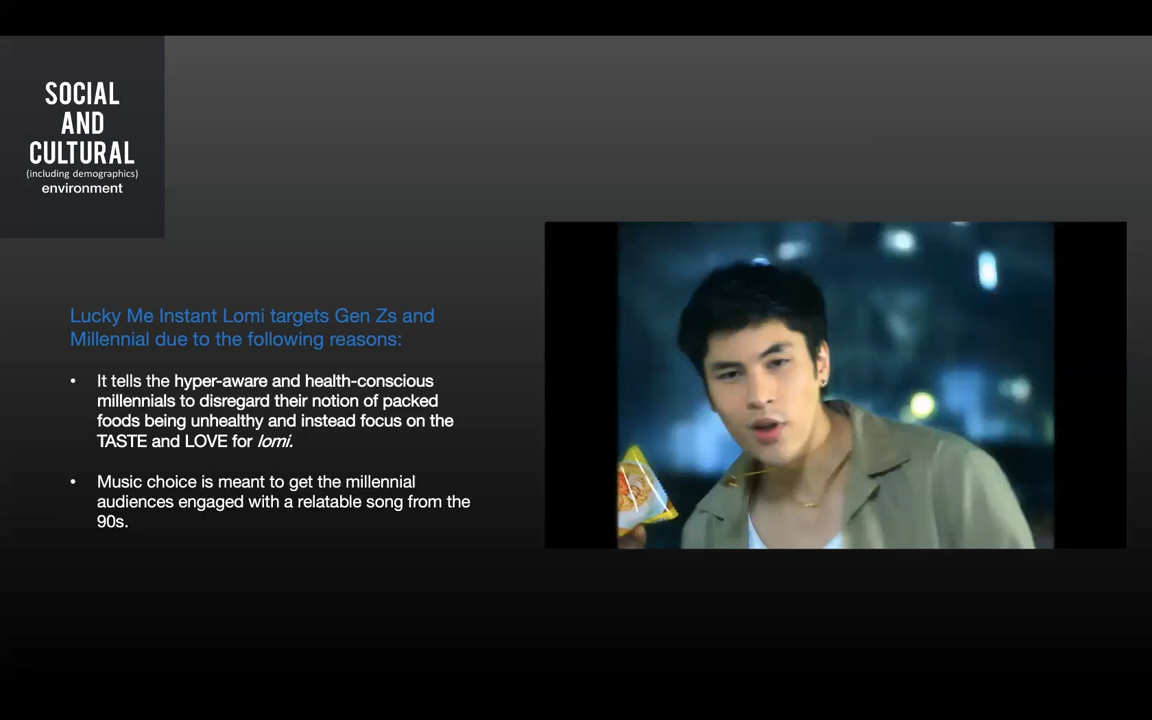 SOCIAL
AND
CULTURAL
(including demographics)
environment
Lucky Me Instant Lomi targets Gen Zs and
Millennial due to the following reasons:
• It tells the hyper-aware and health-conscious
millennials to disregard their notion of packed
foods being unhealthy and instead focus on the
TASTE and LOVE for lomi.
• Music choice is meant to get the millennial
audiences engaged with a relatable song from the
90s.